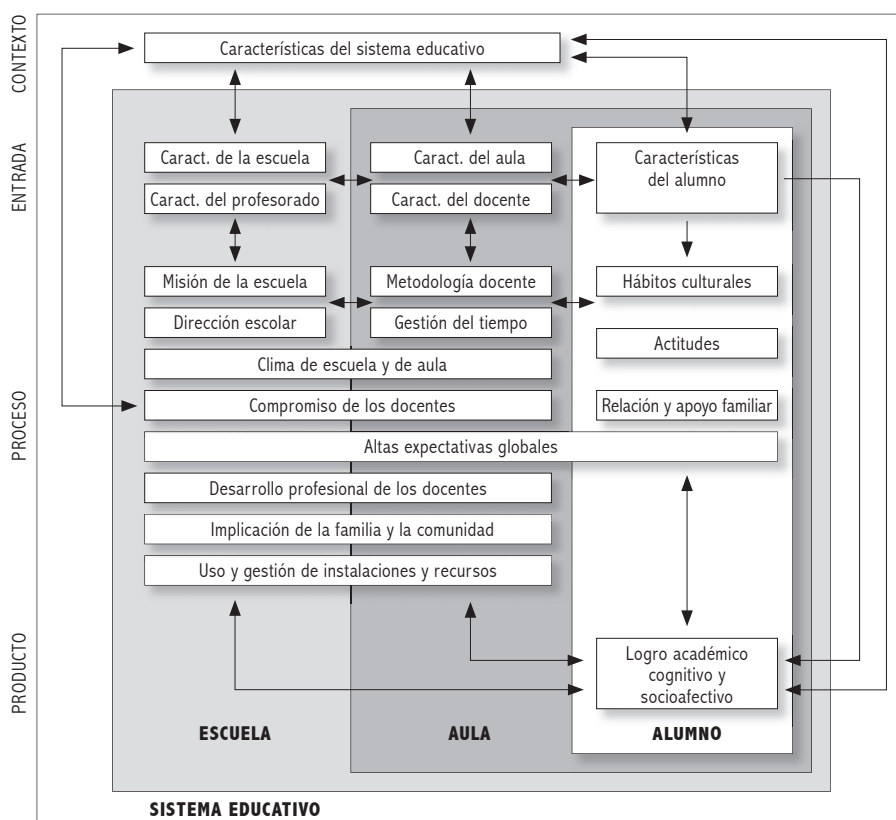 CONTEXTO
Características del sistema educativo
ENTRADA
Caract. de la escuela
Caract. del aula
Características
del alumno
Caract. del profesorado
Caract. del docente
PROCESO
Misión de la escuela
Metodología docente
Hábitos culturales
Dirección escolar
Gestión del tiempo
Actitudes
Clima de escuela y de aula
Compromiso de los docentes
Relación y apoyo familiar
Altas expectativas globales
Desarrollo profesional de los docentes
Implicación de la familia y la comunidad
Uso y gestión de instalaciones y recursos
PRODUCTO
Logro académico
cognitivo y
socioafectivo
ESCUELA
AULA
ALUMNO
SISTEMA EDUCATIVO